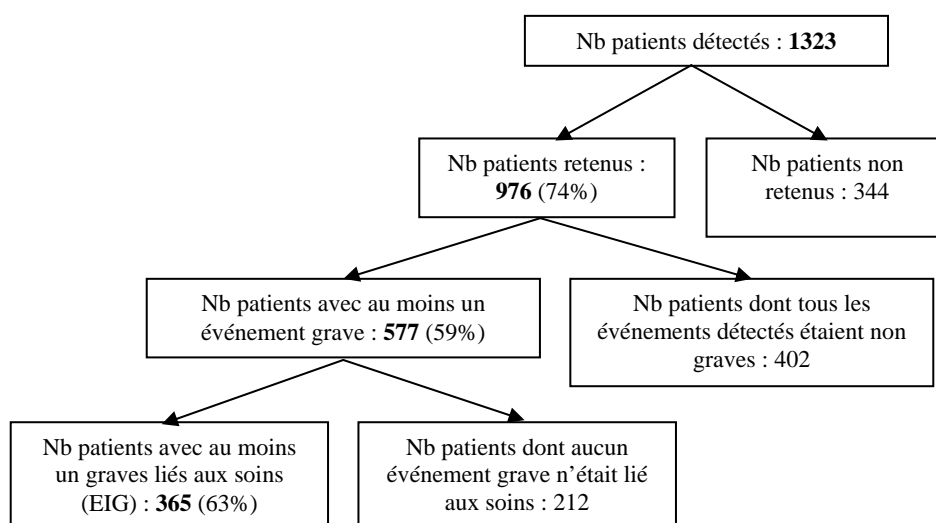 Nb patients détectés : 1323
Nb patients retenus :
976 (74%)
Nb patients non
retenus : 344
Nb patients avec au moins un
événement grave : 577 (59%)
Nb patients dont tous les
événements détectés étaient non
graves : 402
Nb patients avec au moins
un graves liés aux soins
(EIG) : 365 (63%)
Nb patients dont aucun
événement grave n’était lié
aux soins : 212